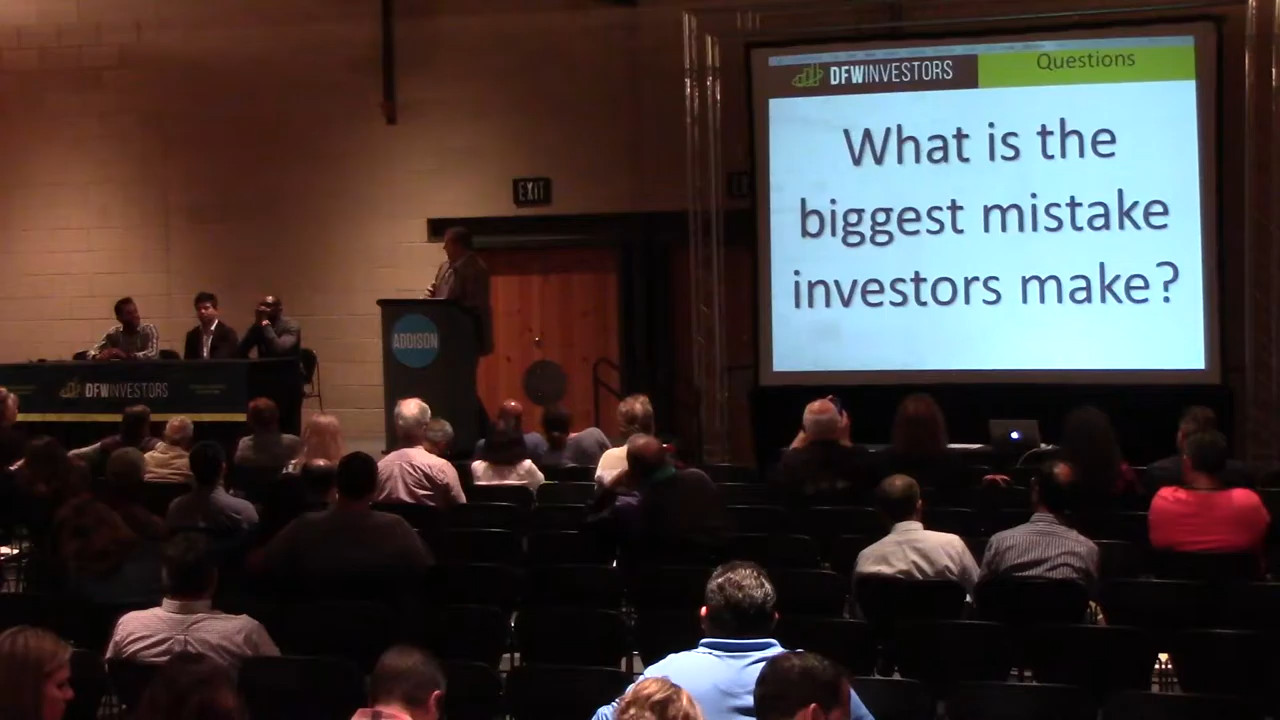 DFWINVESTORS
Questions
What is the
biggest mistake
investors make?
EXIT
ADDISON
DFWINVESTORS